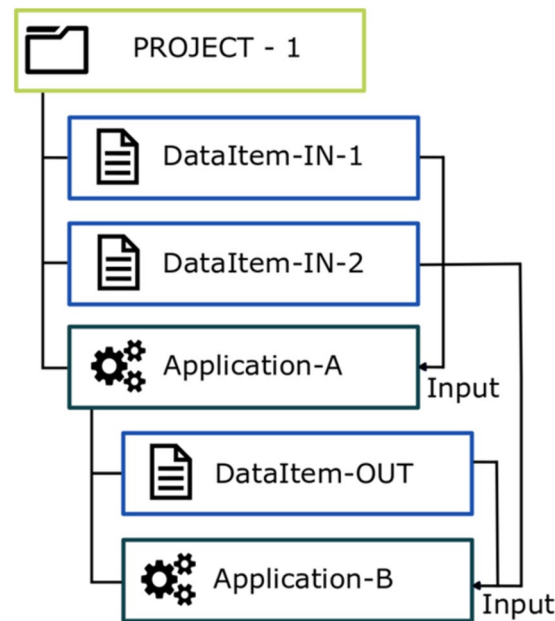 PROJECT - 1
DataItem-IN-1
DataItem-IN-2
Application-A
Input
DataItem-OUT
Application-B
Input